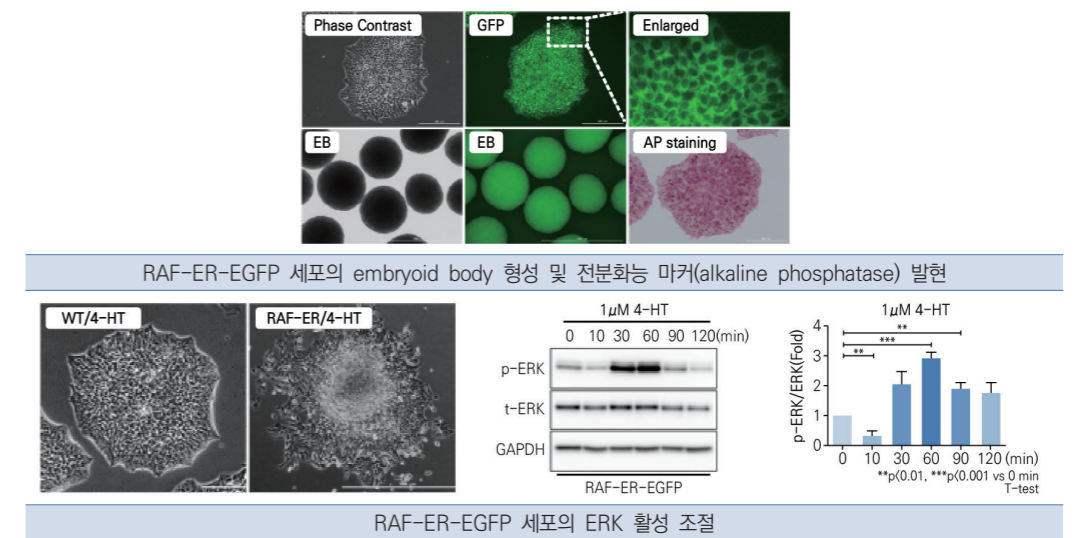 Phase Contrast
GFP
Enlarged
EB
EB
AP staining
RAF-ER-EGFP 세포의 embryoid body 형성 및 전분화능 마커(alkaline phosphatase) 발현
WT/4-HT
RAF-ER/4-HT
1μM 4-HT
0 10 30 60 90 120(min)
p-ERK
t-ERK
GAPDH
RAF-ER-EGFP
1μM 4-HT
p-ERK/ERK(Fold)
4
3
2
1
0
**
***
**
0 10 30 60 90 120 (min)
**p<0.01, ***p<0.001 vs 0 min
T-test
RAF-ER-EGFP 세포의 ERK 활성 조절